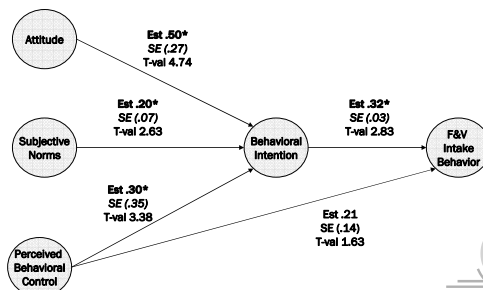 Attitude
Est .50*
SE (.27)
T-val 4.74
Est .20*
SE (.07)
T-val 2.63
Subjective
Norms
Behavioral
Intention
Est .32*
SE (.03)
T-val 2.83
F&V
Intake
Behavior
Est .30*
SE (.35)
T-val 3.38
Est .21
SE (.14)
T-val 1.63
Perceived
Behavioral
Control